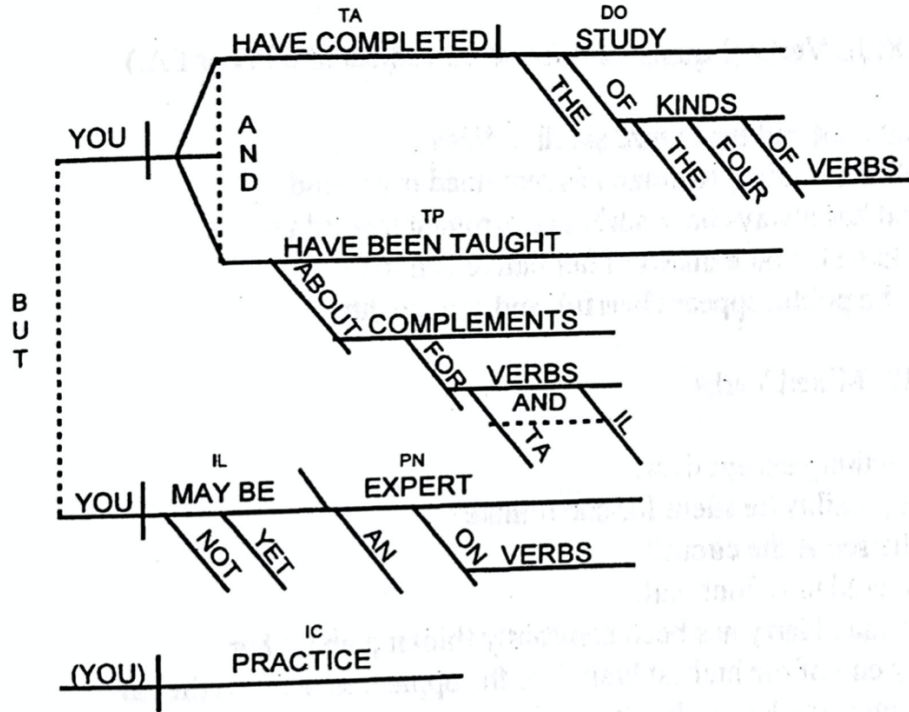 TA DO
HAVE COMPLETED STUDY
THE OF KINDS
YOU AND THE FOUR OF VERBS
TP
HAVE BEEN TAUGHT
ABOUT COMPLEMENTS
BUT
FOR VERBS
AND
TA IL
IL PN
YOU MAY BE EXPERT
NOT YET AN ON VERBS
IC
(YOU) PRACTICE